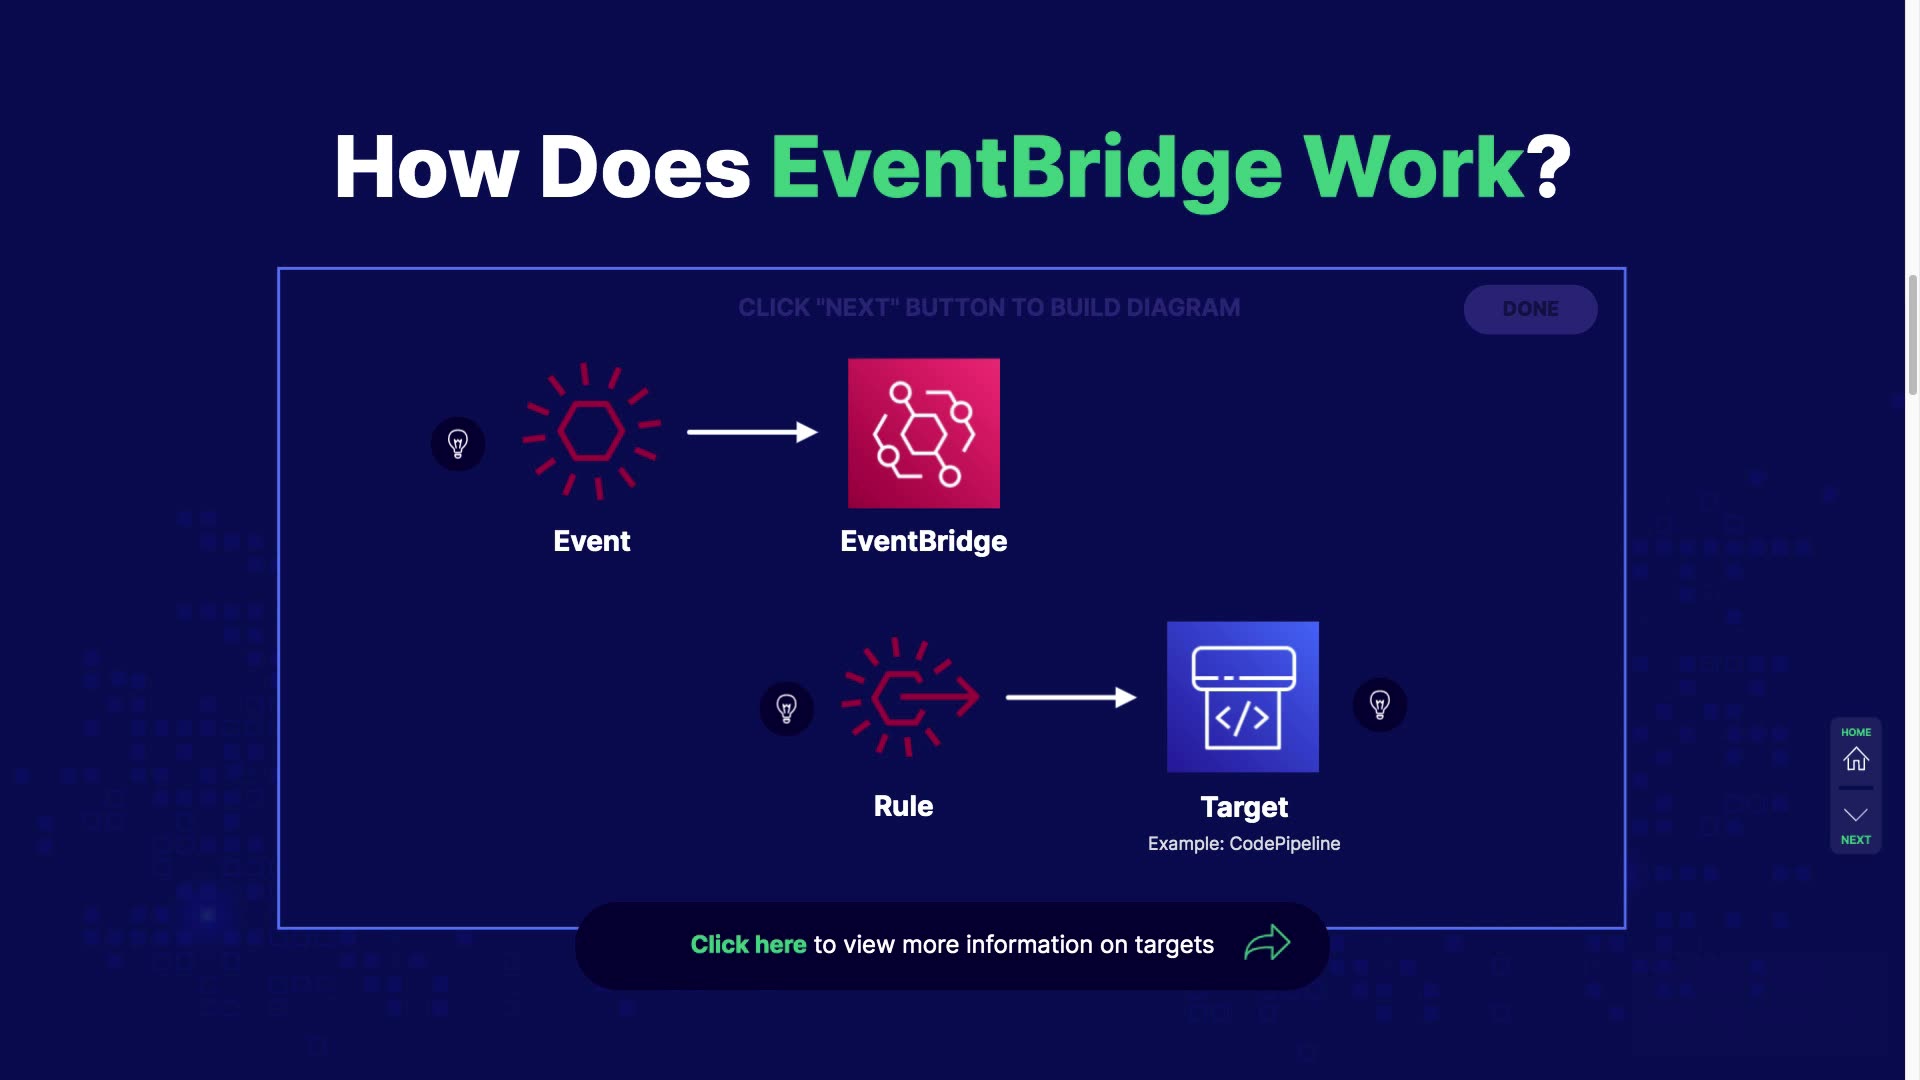 How Does EventBridge Work?
CLICK "NEXT" BUTTON TO BUILD DIAGRAM
DONE
Event
EventBridge
Rule
Target
Example: CodePipeline
HOME
NEXT
Click here to view more information on targets